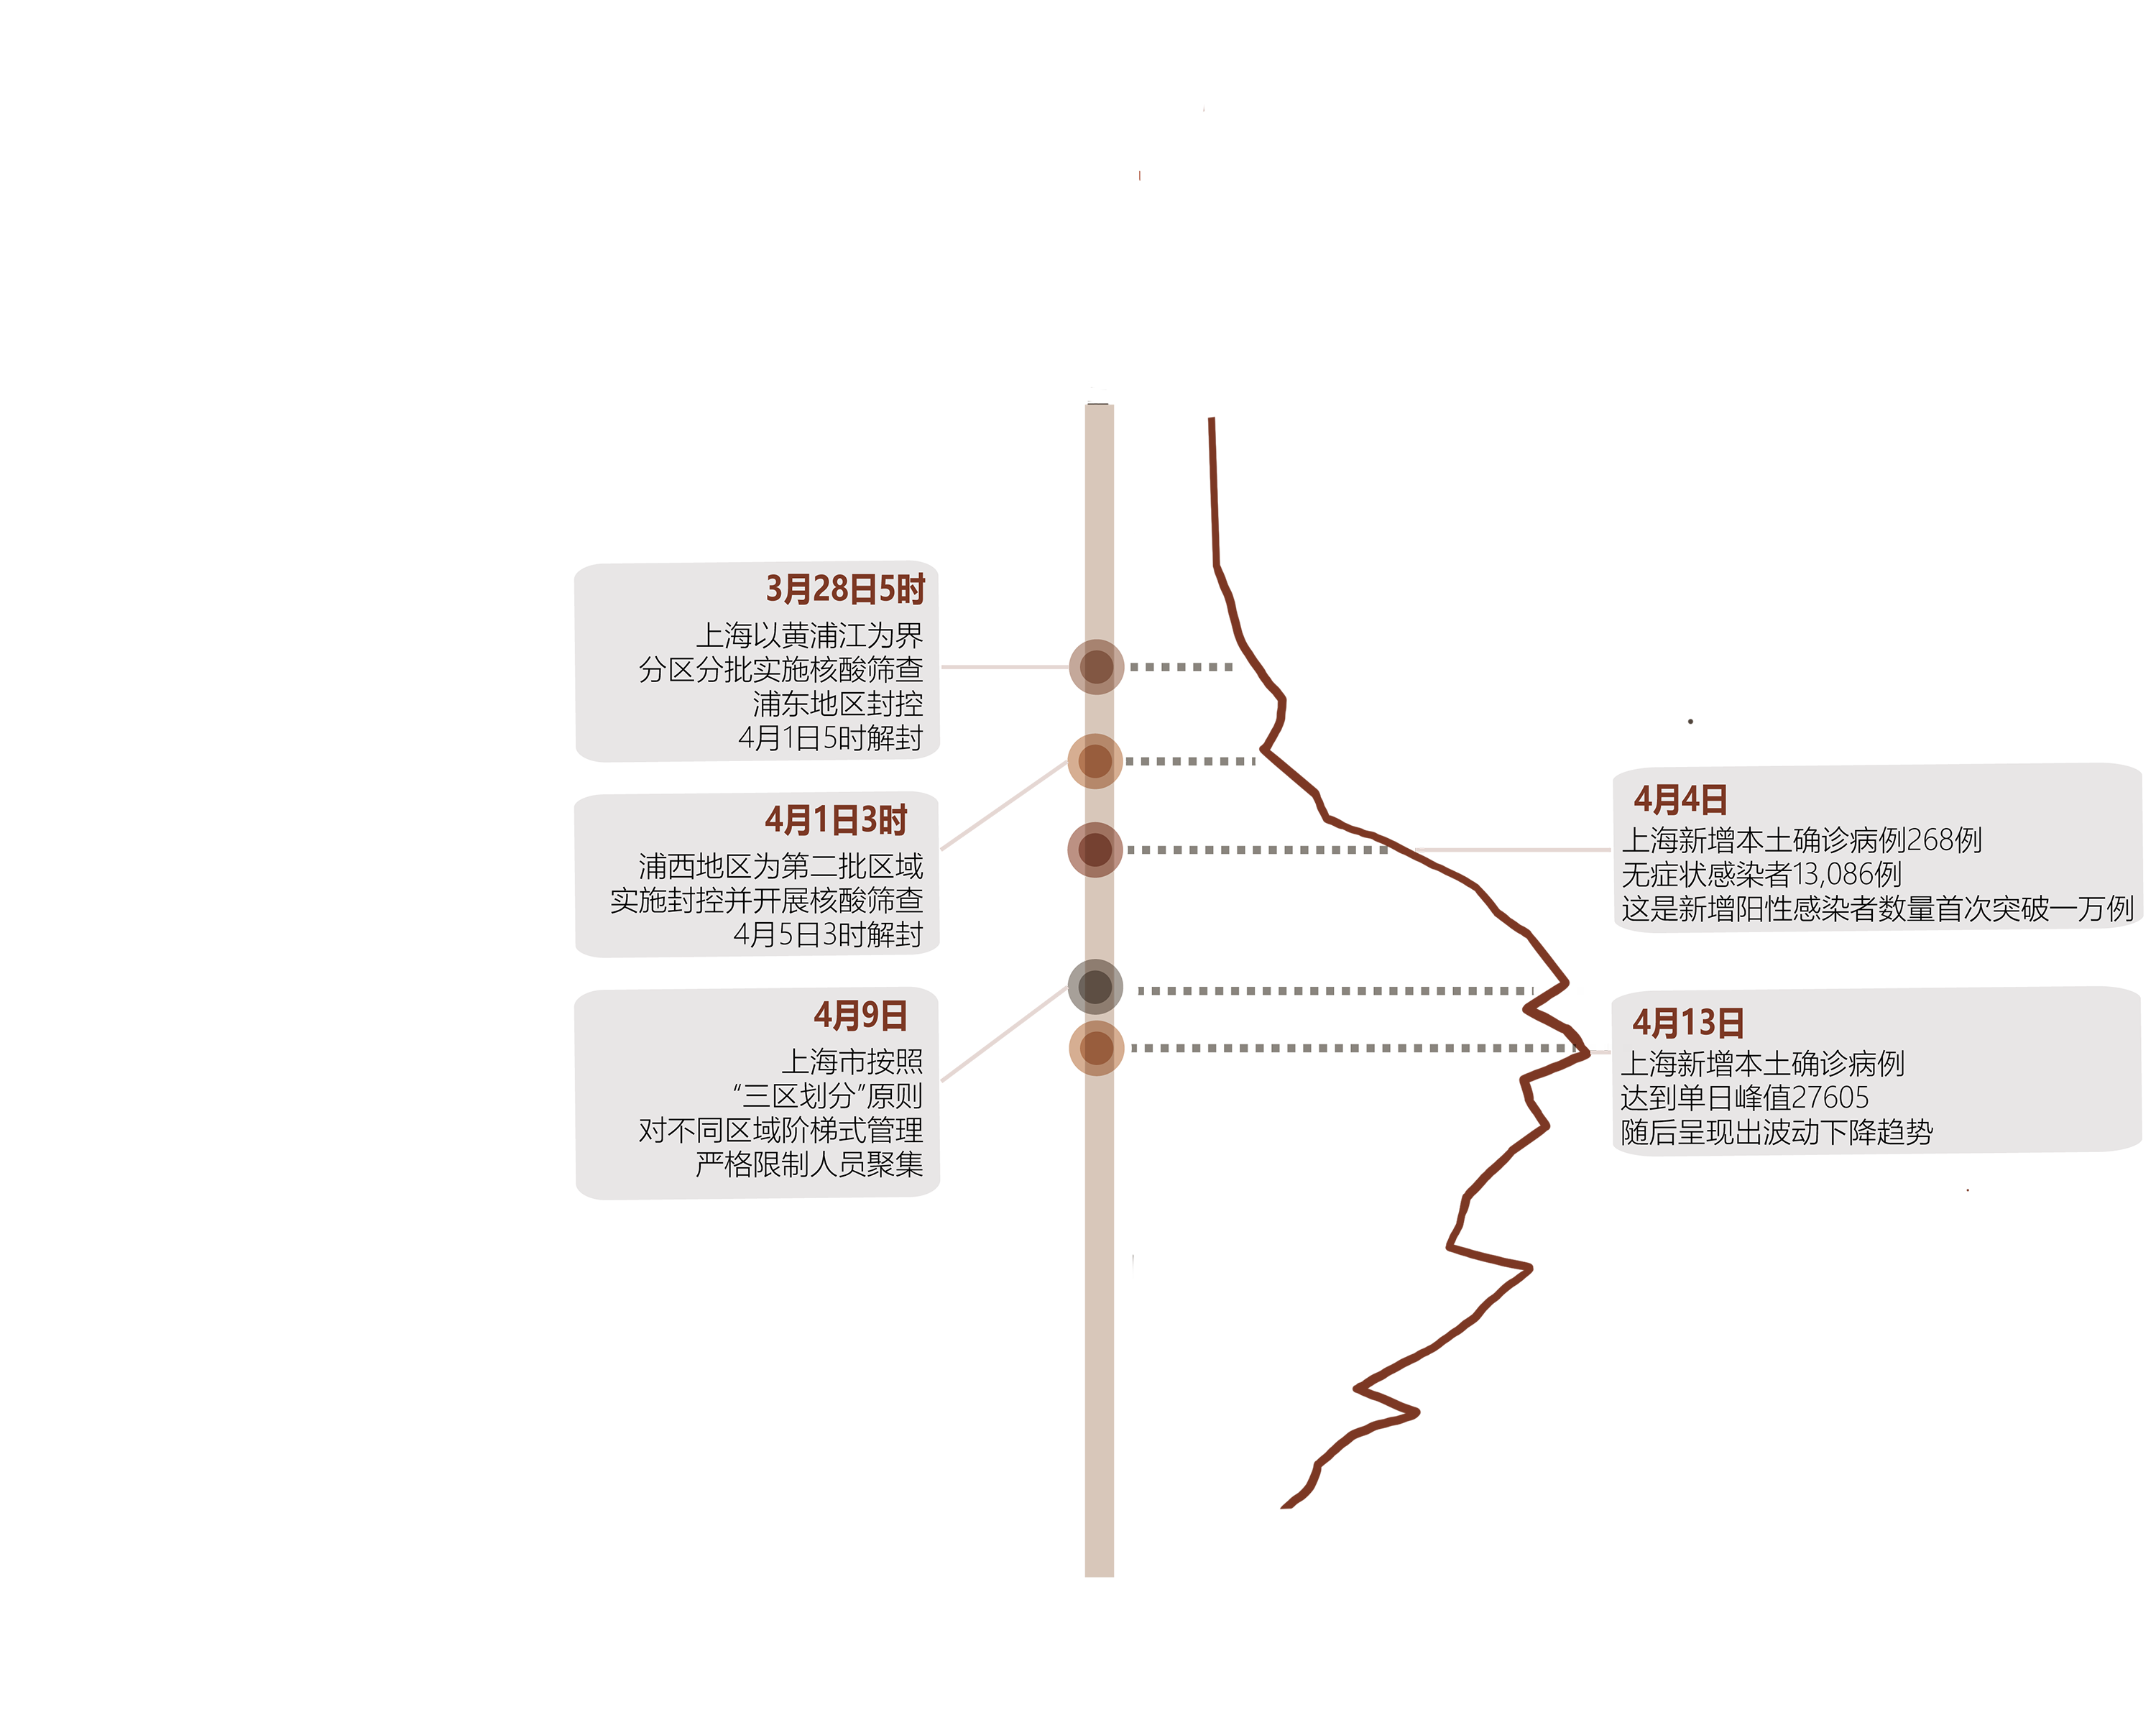 3月28日5时
上海以黄浦江为界
分区分批实施核酸筛查
浦东地区封控
4月1日5时解封
4月1日3时
浦西地区为第二批区域
实施封控并开展核酸筛查
4月5日3时解封
4月9日
上海市按照
“三区划分”原则
对不同区域阶梯式管理
严格限制人员聚集
4月4日
上海新增本土确诊病例268例
无症状感染者13,086例
这是新增阳性感染者数量首次突破一万例
4月13日
上海新增本土确诊病例
达到单日峰值27605
随后呈现出波动下降趋势